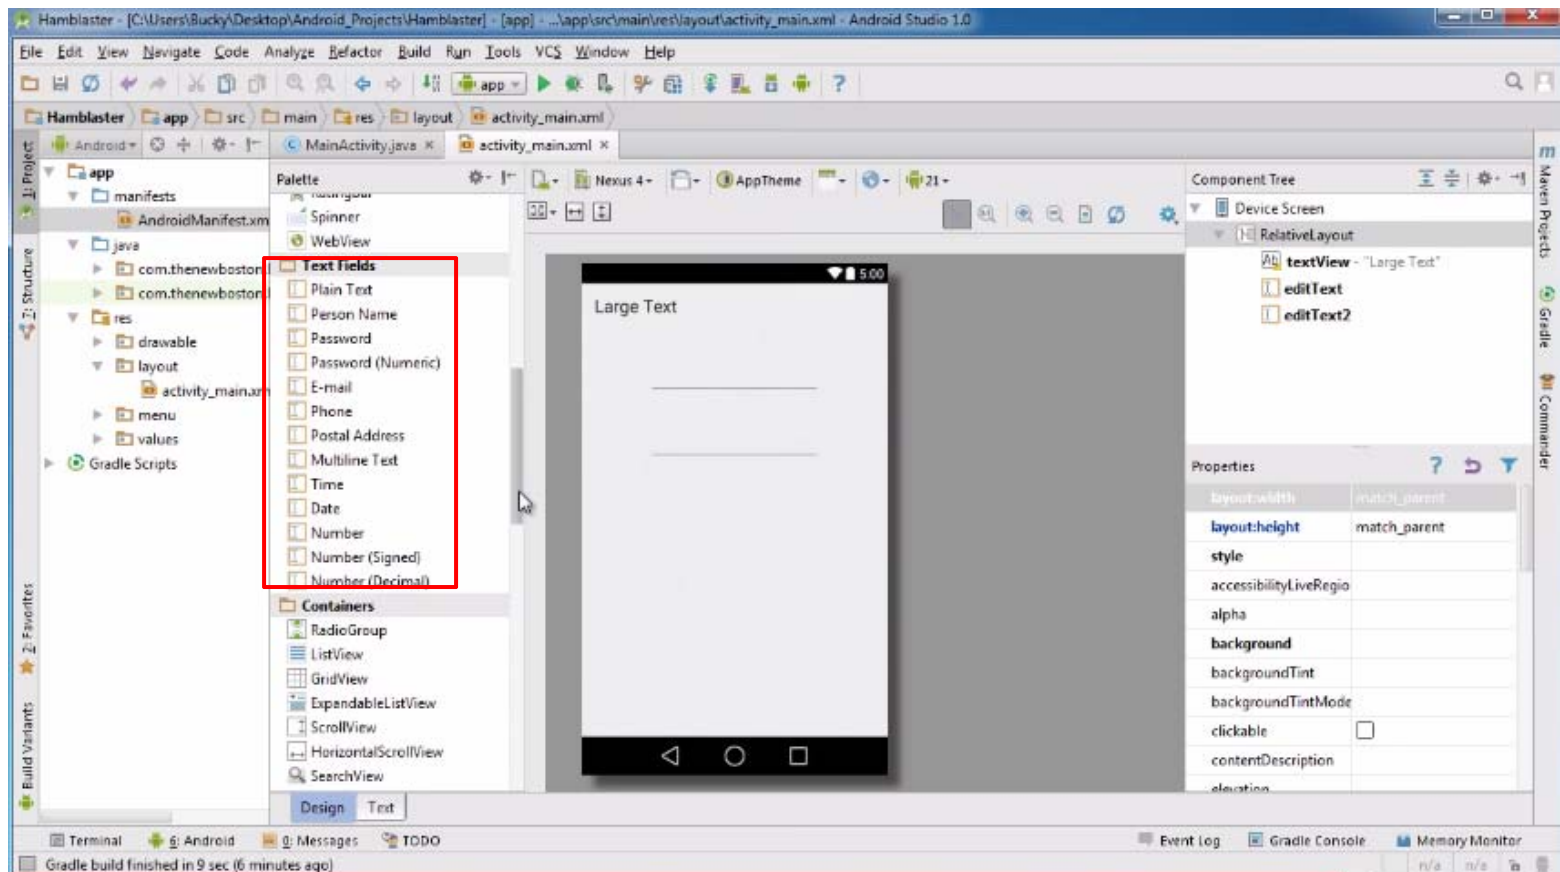 Hamblaster - [C:\Users\Bucky\Desktop\Android_Projects\Hamblaster] - [app] - ...\app\src\main\res\layout\activity_main.xml - Android Studio 1.0
File Edit View Navigate Code Analyze Refactor Build Run Tools VCS Window Help
app
Hamblaster app src main res layout activity_main.xml
1: Project
7: Structure
2: Favorites
Build Variants
Android
MainActivity.java
activity_main.xml
app
manifests
AndroidManifest.xm
java
com.thenewboston
com.thenewboston
res
drawable
layout
activity_main.xm
menu
values
Gradle Scripts
Palette
Spinner
WebView
Text Fields
Plain Text
Person Name
Password
Password (Numeric)
E-mail
Phone
Postal Address
Multiline Text
Time
Date
Number
Number (Signed)
Number (Decimal)
Containers
RadioGroup
ListView
GridView
ExpandableListView
ScrollView
HorizontalScrollView
SearchView
Design Text
Nexus 4 AppTheme 21
5:00
Large Text
Component Tree
Device Screen
RelativeLayout
textView - "Large Text"
editText
editText2
Properties
layout:width match_parent
layout:height match_parent
style
accessibilityLiveRegio
alpha
background
backgroundTint
backgroundTintMode
clickable
contentDescription
elevation
Maven Projects
Gradle
Commander
Terminal 6: Android 0: Messages TODO
Event Log Gradle Console Memory Monitor
Gradle build finished in 9 sec (6 minutes ago)
n/a n/a